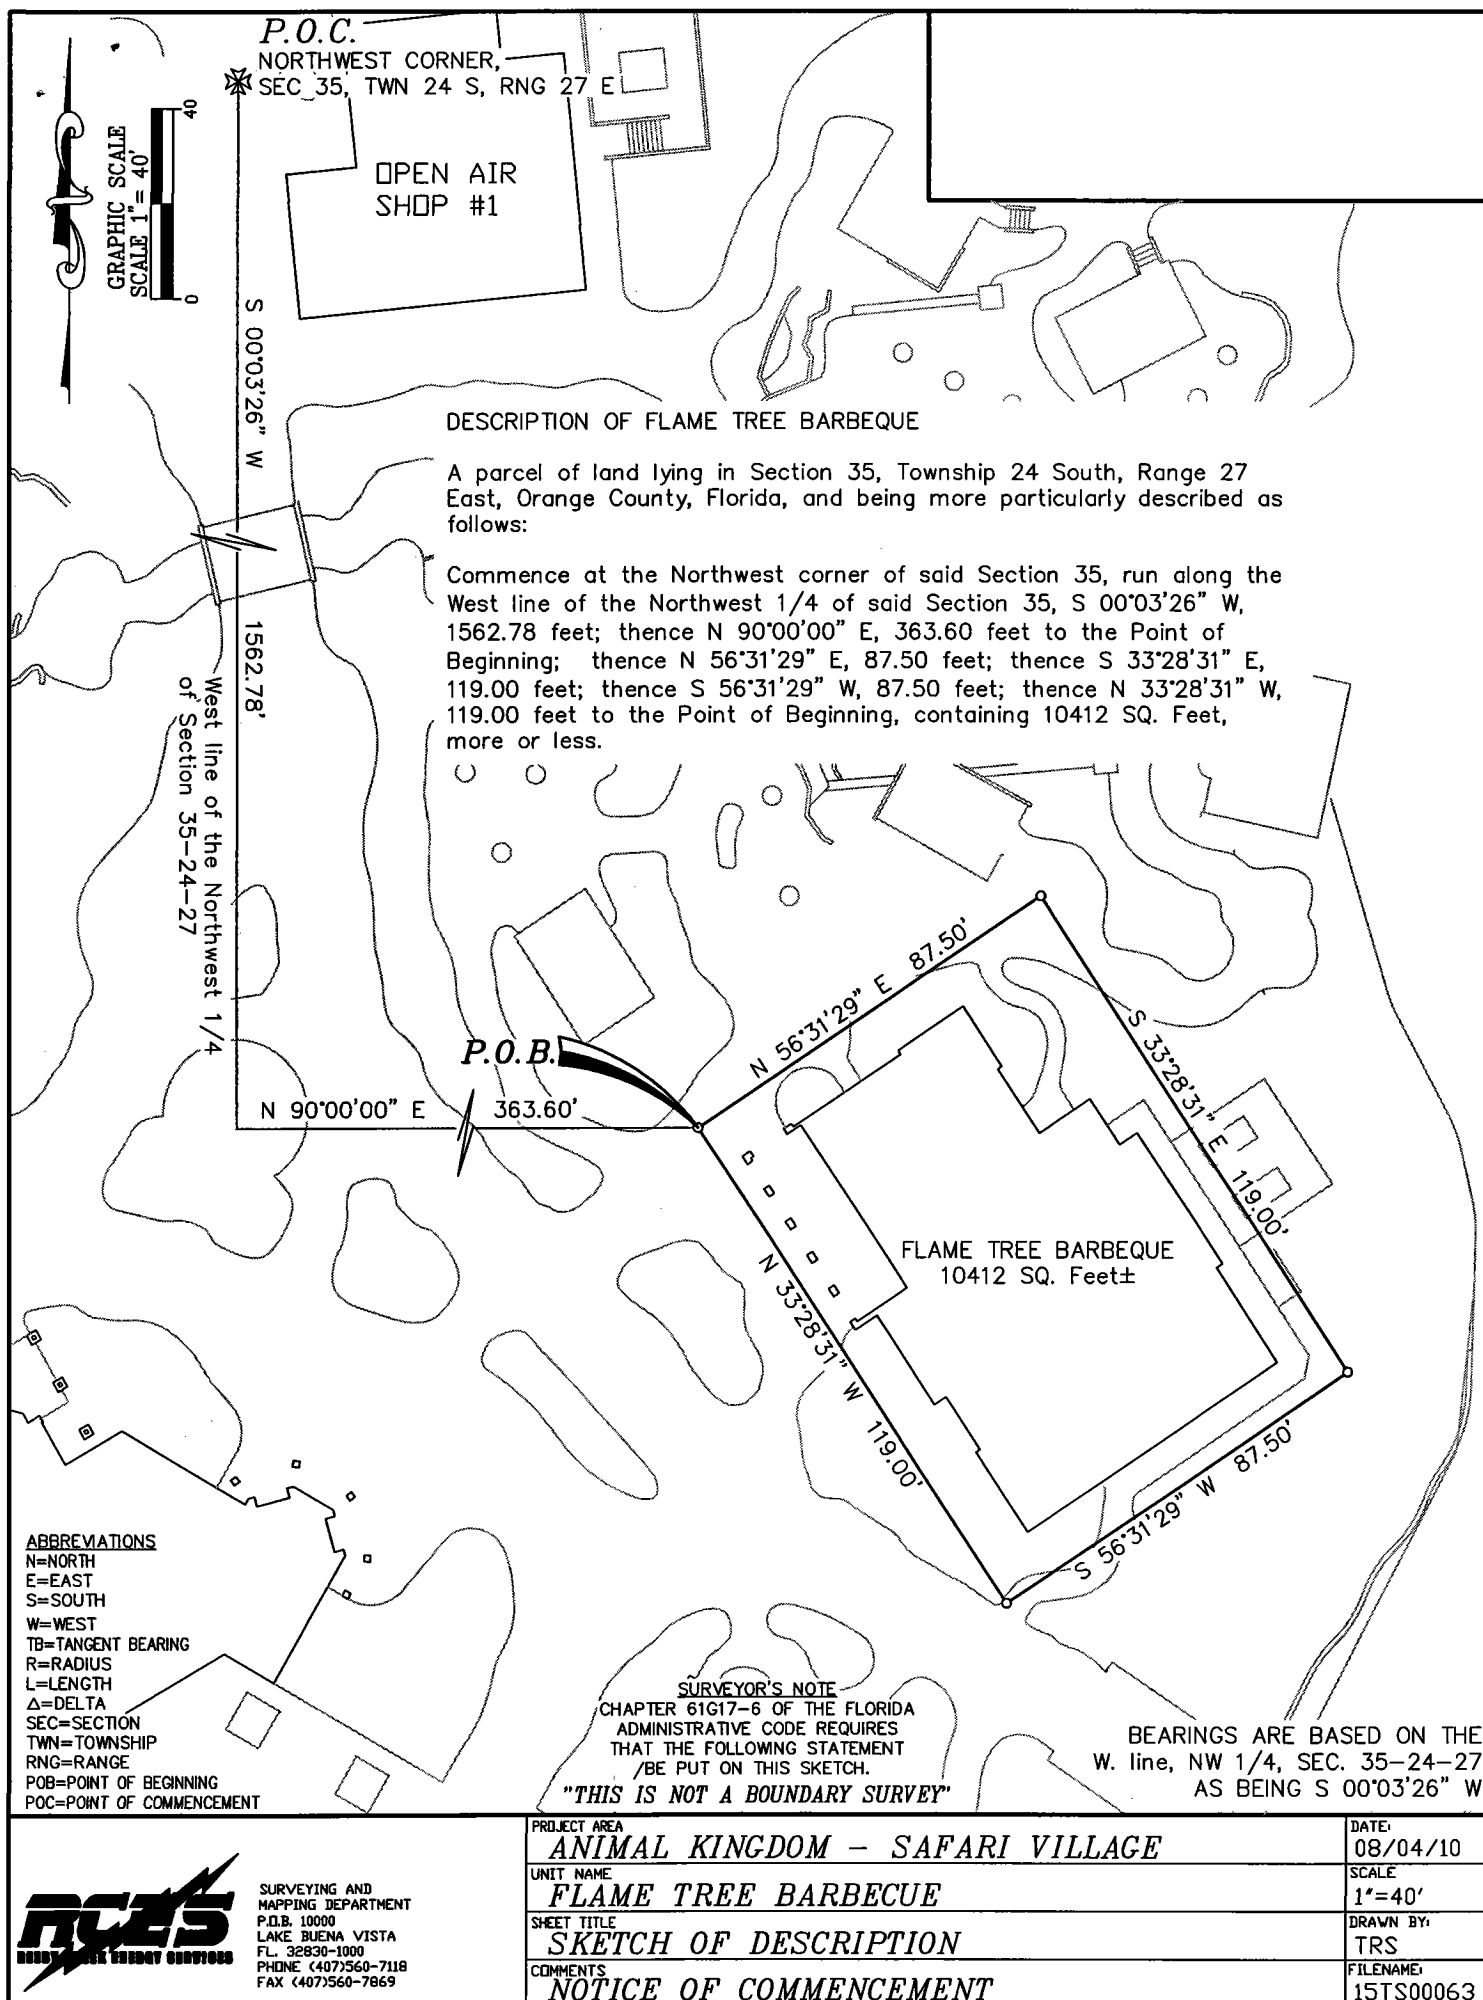 P.O.C.
NORTHWEST CORNER,
SEC 35, TWN 24 S, RNG 27 E
GRAPHIC SCALE
SCALE 1"= 40'
0
40
OPEN AIR
SHOP #1
S 00°03'26" W
1562.78'
West line of the Northwest 1/4
of Section 35-24-27
DESCRIPTION OF FLAME TREE BARBEQUE
A parcel of land lying in Section 35, Township 24 South, Range 27
East, Orange County, Florida, and being more particularly described as
follows:
Commence at the Northwest corner of said Section 35, run along the
West line of the Northwest 1/4 of said Section 35, S 00°03'26" W,
1562.78 feet; thence N 90°00'00" E, 363.60 feet to the Point of
Beginning; thence N 56°31'29" E, 87.50 feet; thence S 33°28'31" E,
119.00 feet; thence S 56°31'29" W, 87.50 feet; thence N 33°28'31" W,
119.00 feet to the Point of Beginning, containing 10412 SQ. Feet,
more or less.
P.O.B.
N 90°00'00" E 363.60'
N 56°31'29" E 87.50'
S 33°28'31" E 119.00'
FLAME TREE BARBEQUE
10412 SQ. Feet±
N 33°28'31" W 119.00'
S 56°31'29" W 87.50'
ABBREVIATIONS
N=NORTH
E=EAST
S=SOUTH
W=WEST
TB=TANGENT BEARING
R=RADIUS
L=LENGTH
Δ=DELTA
SEC=SECTION
TWN=TOWNSHIP
RNG=RANGE
POB=POINT OF BEGINNING
POC=POINT OF COMMENCEMENT
SURVEYOR'S NOTE
CHAPTER 61G17-6 OF THE FLORIDA
ADMINISTRATIVE CODE REQUIRES
THAT THE FOLLOWING STATEMENT
BE PUT ON THIS SKETCH.
"THIS IS NOT A BOUNDARY SURVEY"
BEARINGS ARE BASED ON THE
W. line, NW 1/4, SEC. 35-24-27
AS BEING S 00°03'26" W
RCES
REEDY CREEK ENERGY SERVICES
SURVEYING AND
MAPPING DEPARTMENT
P.O.B. 10000
LAKE BUENA VISTA
FL. 32830-1000
PHONE (407)560-7118
FAX (407)560-7869
PROJECT AREA
ANIMAL KINGDOM - SAFARI VILLAGE
UNIT NAME
FLAME TREE BARBECUE
SHEET TITLE
SKETCH OF DESCRIPTION
COMMENTS
NOTICE OF COMMENCEMENT
DATE:
08/04/10
SCALE
1"=40'
DRAWN BY:
TRS
FILENAME:
15TS00063